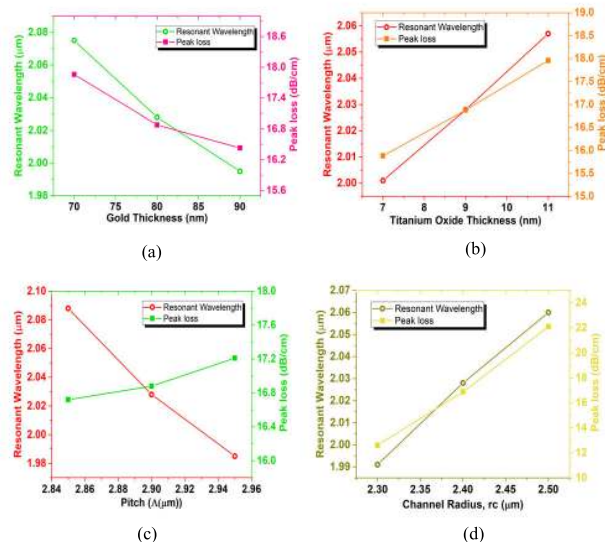 2.08
2.06
2.04
2.02
2.00
1.98
Resonant Wavelength (μm)
Resonant Wavelength
Peak loss
18.6
18.0
17.4
16.8
16.2
15.6
Peak loss (dB/cm)
70 75 80 85 90
Gold Thickness (nm)
(a)
2.06
2.05
2.04
2.03
2.02
2.01
2.00
Resonant Wavelength (μm)
Resonant Wavelength
Peak loss
19.0
18.5
18.0
17.5
17.0
16.5
16.0
15.5
15.0
Peak loss (dB/cm)
7 8 9 10 11
Titanium Oxide Thickness (nm)
(b)
2.10
2.08
2.06
2.04
2.02
2.00
1.98
Resonant Wavelength (μm)
Resonant Wavelength
Peak loss
18.0
17.6
17.2
16.8
16.4
16.0
Peak loss (dB/cm)
2.84 2.86 2.88 2.90 2.92 2.94 2.96
Pitch (Λ(μm))
(c)
2.07
2.06
2.05
2.04
2.03
2.02
2.01
2.00
1.99
Resonant Wavelength (μm)
Resonant Wavelength
Peak loss
22
20
18
16
14
12
10
Peak loss (dB/cm)
2.30 2.35 2.40 2.45 2.50
Channel Radius, rc (μm)
(d)